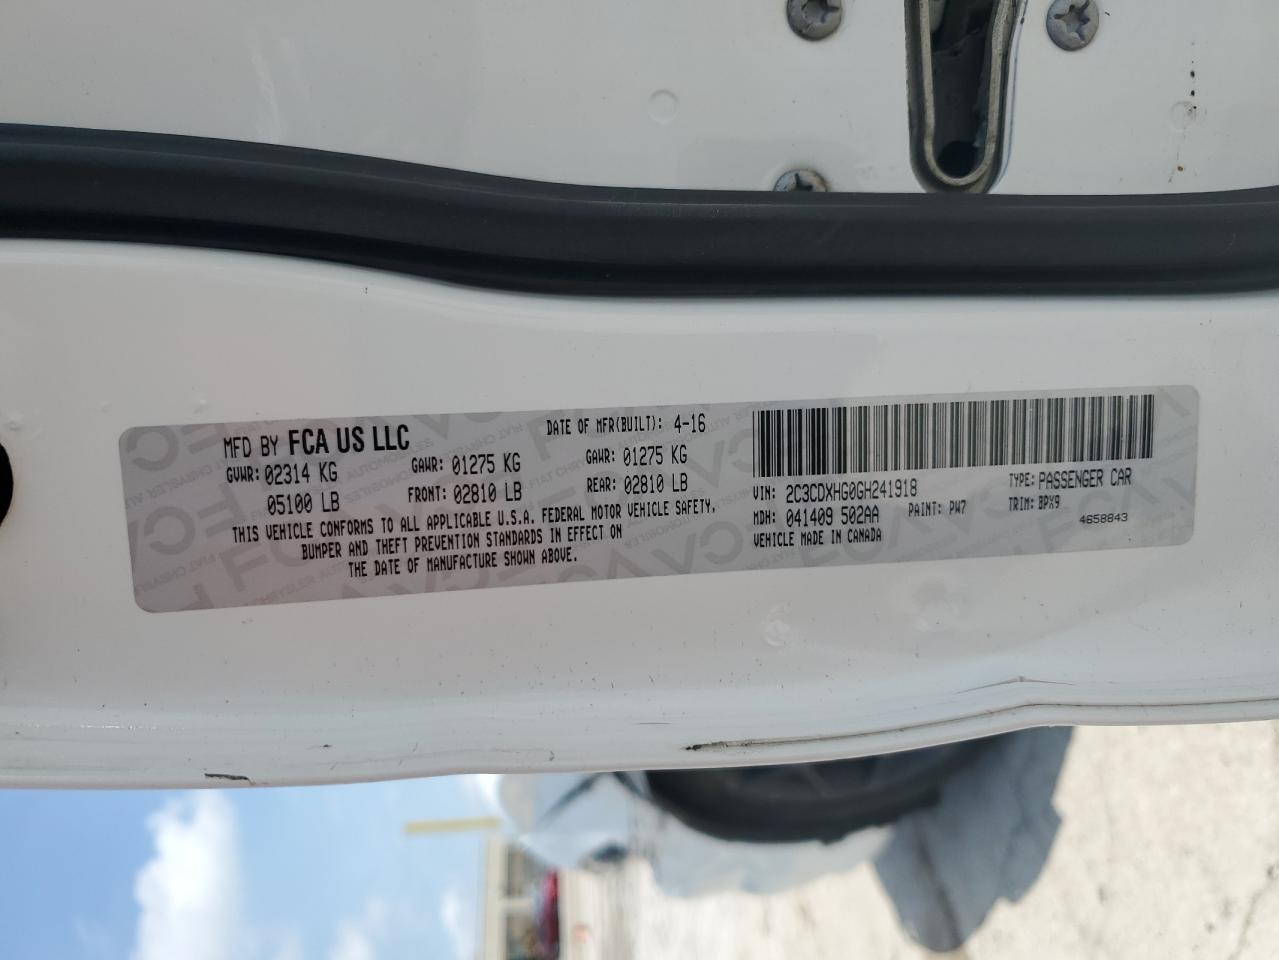 MFD BY FCA US LLC
DATE OF MFR(BUILT): 4-16
GVWR: 02314 KG
GAWR: 01275 KG
GAWR: 01275 KG
05100 LB
FRONT: 02810 LB
REAR: 02810 LB
THIS VEHICLE CONFORMS TO ALL APPLICABLE U.S.A. FEDERAL MOTOR VEHICLE SAFETY,
BUMPER AND THEFT PREVENTION STANDARDS IN EFFECT ON
THE DATE OF MANUFACTURE SHOWN ABOVE.
VIN: 2C3CDXHG0GH241918
TYPE: PASSENGER CAR
MDH: 041409 502AA
PAINT: PW7
TRIM: BPX9
VEHICLE MADE IN CANADA
4658843